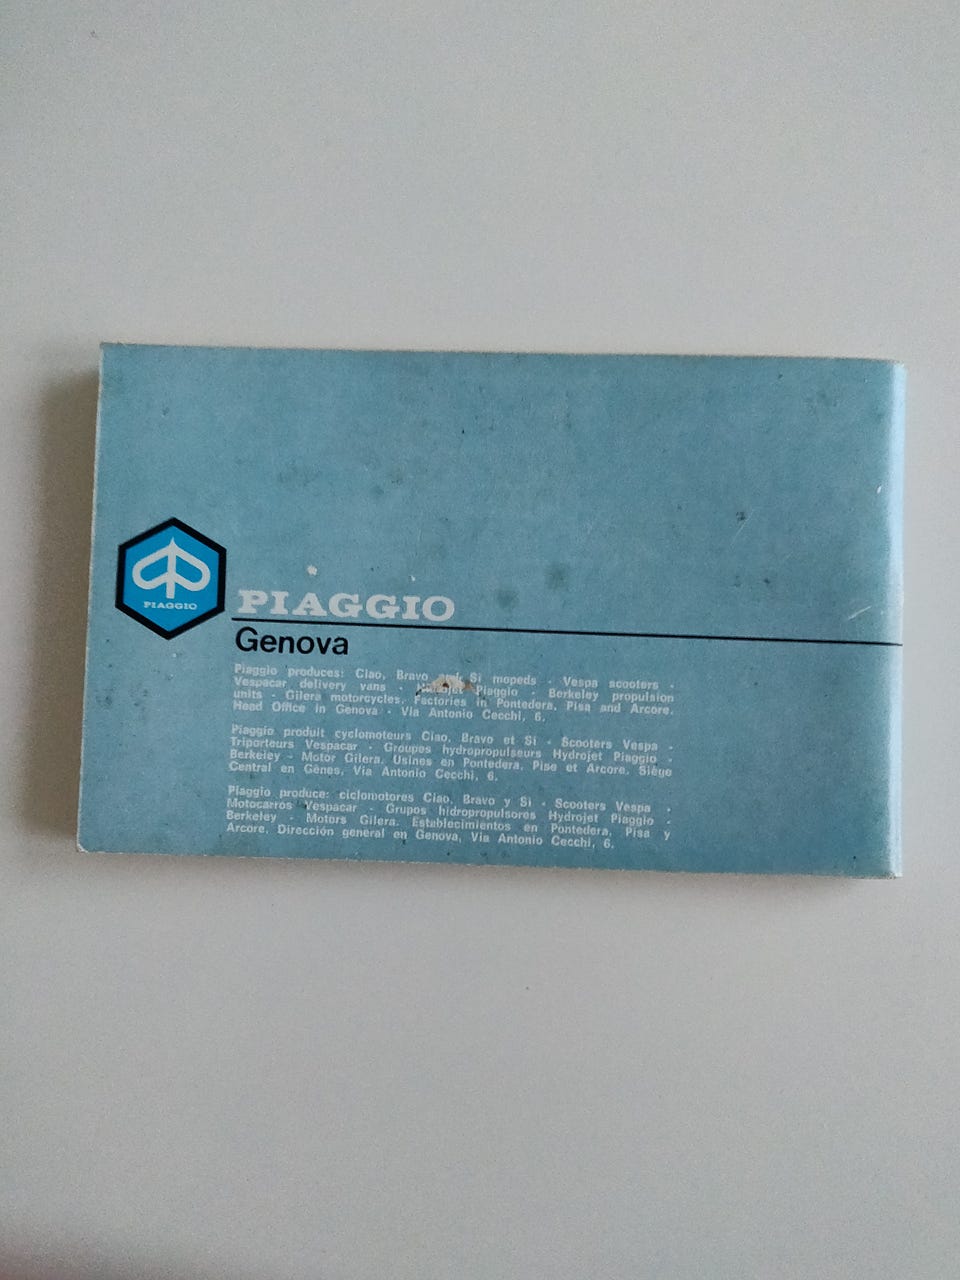 PIAGGIO
PIAGGIO
Genova
Piaggio produces: Ciao, Bravo Si mopeds - Vespa scooters -
Vespacar delivery vans - Piaggio - Berkeley propulsion
units - Gilera motorcycles. Factories in Pontedera, Pisa and Arcore.
Head Office in Genova - Via Antonio Cecchi, 6.
Piaggio produit cyclomoteurs Ciao, Bravo et Si - Scooters Vespa -
Triporteurs Vespacar - Groupes hydropropulseurs Hydrojet Piaggio -
Berkeley - Motor Gilera. Usines en Pontedera, Pise et Arcore. Siège
Central en Gênes, Via Antonio Cecchi, 6.
Piaggio produce: ciclomotores Ciao, Bravo y Si - Scooters Vespa -
Motocarros Vespacar - Grupos hidropropulsores Hydrojet Piaggio -
Berkeley - Motors Gilera. Establecimientos en Pontedera, Pisa y
Arcore. Dirección general en Genova, Via Antonio Cecchi, 6.